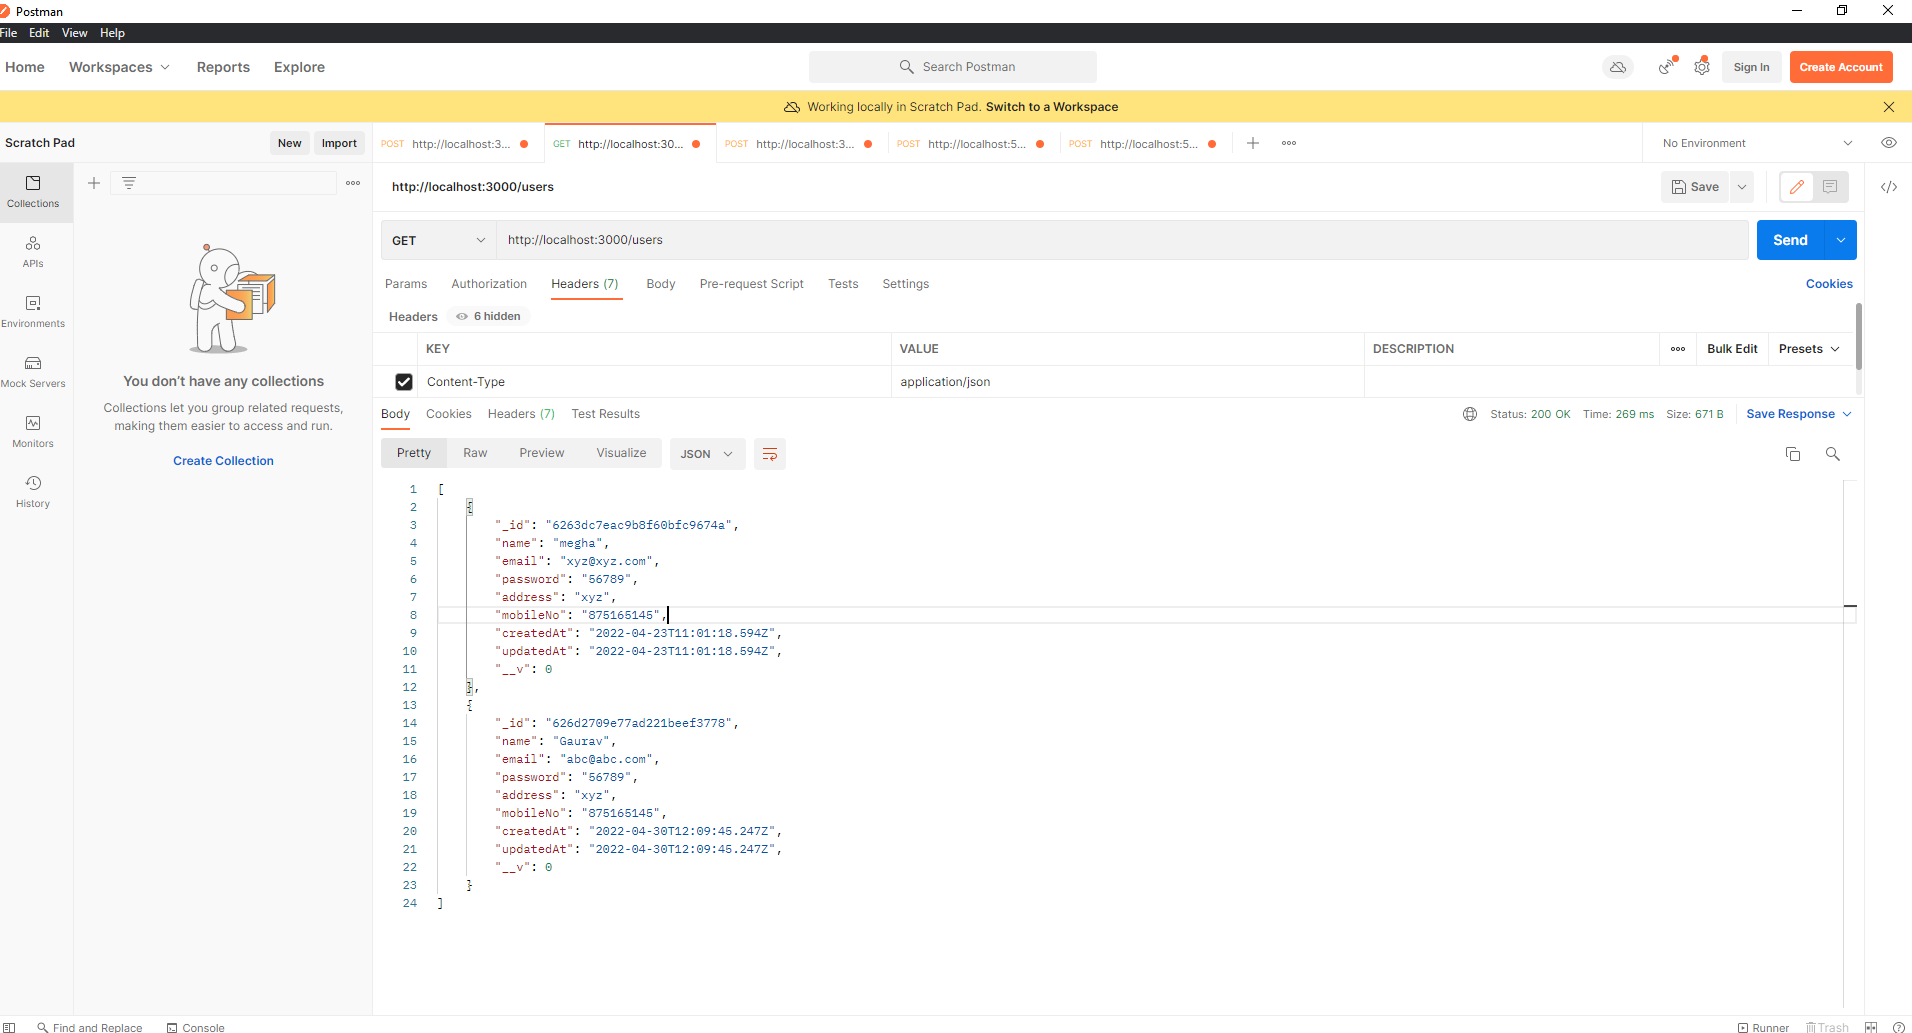 Postman
File Edit View Help
Home Workspaces Reports Explore
Search Postman
Sign In Create Account
Working locally in Scratch Pad. Switch to a Workspace
Scratch Pad New Import
POST http://localhost:3... GET http://localhost:30... POST http://localhost:3... POST http://localhost:5... POST http://localhost:5...
No Environment
Collections
APIs
Environments
Mock Servers
Monitors
History
You don't have any collections
Collections let you group related requests,
making them easier to access and run.
Create Collection
http://localhost:3000/users
Save
GET http://localhost:3000/users
Send
Params Authorization Headers (7) Body Pre-request Script Tests Settings Cookies
Headers 6 hidden
KEY VALUE DESCRIPTION Bulk Edit Presets
Content-Type application/json
Body Cookies Headers (7) Test Results Status: 200 OK Time: 269 ms Size: 671 B Save Response
Pretty Raw Preview Visualize JSON
1 [
2 {
3 "_id": "6263dc7eac9b8f60bfc9674a",
4 "name": "megha",
5 "email": "xyz@xyz.com",
6 "password": "56789",
7 "address": "xyz",
8 "mobileNo": "875165145",
9 "createdAt": "2022-04-23T11:01:18.594Z",
10 "updatedAt": "2022-04-23T11:01:18.594Z",
11 "__v": 0
12 },
13 {
14 "_id": "626d2709e77ad221beef3778",
15 "name": "Gaurav",
16 "email": "abc@abc.com",
17 "password": "56789",
18 "address": "xyz",
19 "mobileNo": "875165145",
20 "createdAt": "2022-04-30T12:09:45.247Z",
21 "updatedAt": "2022-04-30T12:09:45.247Z",
22 "__v": 0
23 }
24 ]
Find and Replace Console Runner Trash